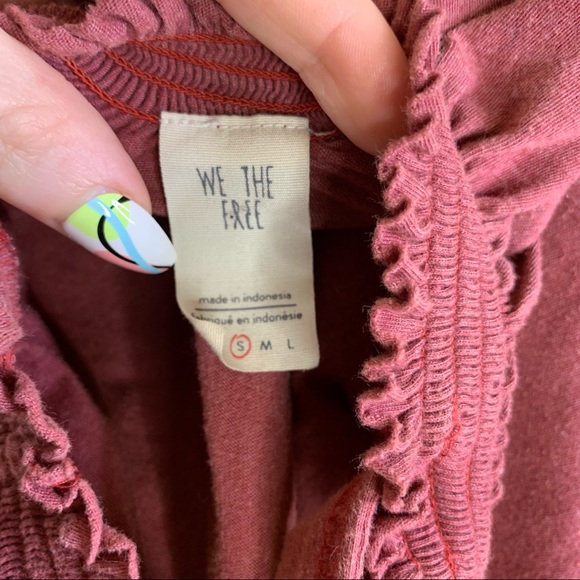 WE THE
FREE
made in indonesia
fabriqué en indonésie
S M L